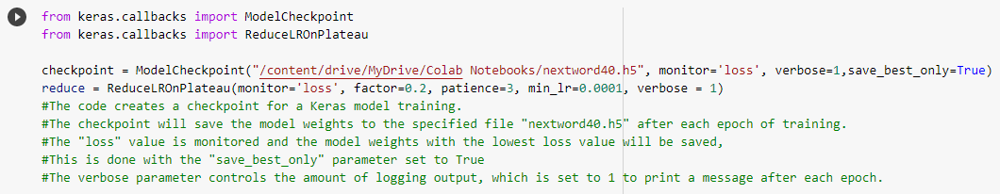 from keras.callbacks import ModelCheckpoint
from keras.callbacks import ReduceLROnPlateau
checkpoint = ModelCheckpoint("/content/drive/MyDrive/Colab Notebooks/nextword40.h5", monitor='loss', verbose=1,save_best_only=True)
reduce = ReduceLROnPlateau(monitor='loss', factor=0.2, patience=3, min_lr=0.0001, verbose = 1)
#The code creates a checkpoint for a Keras model training.
#The checkpoint will save the model weights to the specified file "nextword40.h5" after each epoch of training.
#The "loss" value is monitored and the model weights with the lowest loss value will be saved,
#This is done with the "save_best_only" parameter set to True
#The verbose parameter controls the amount of logging output, which is set to 1 to print a message after each epoch.